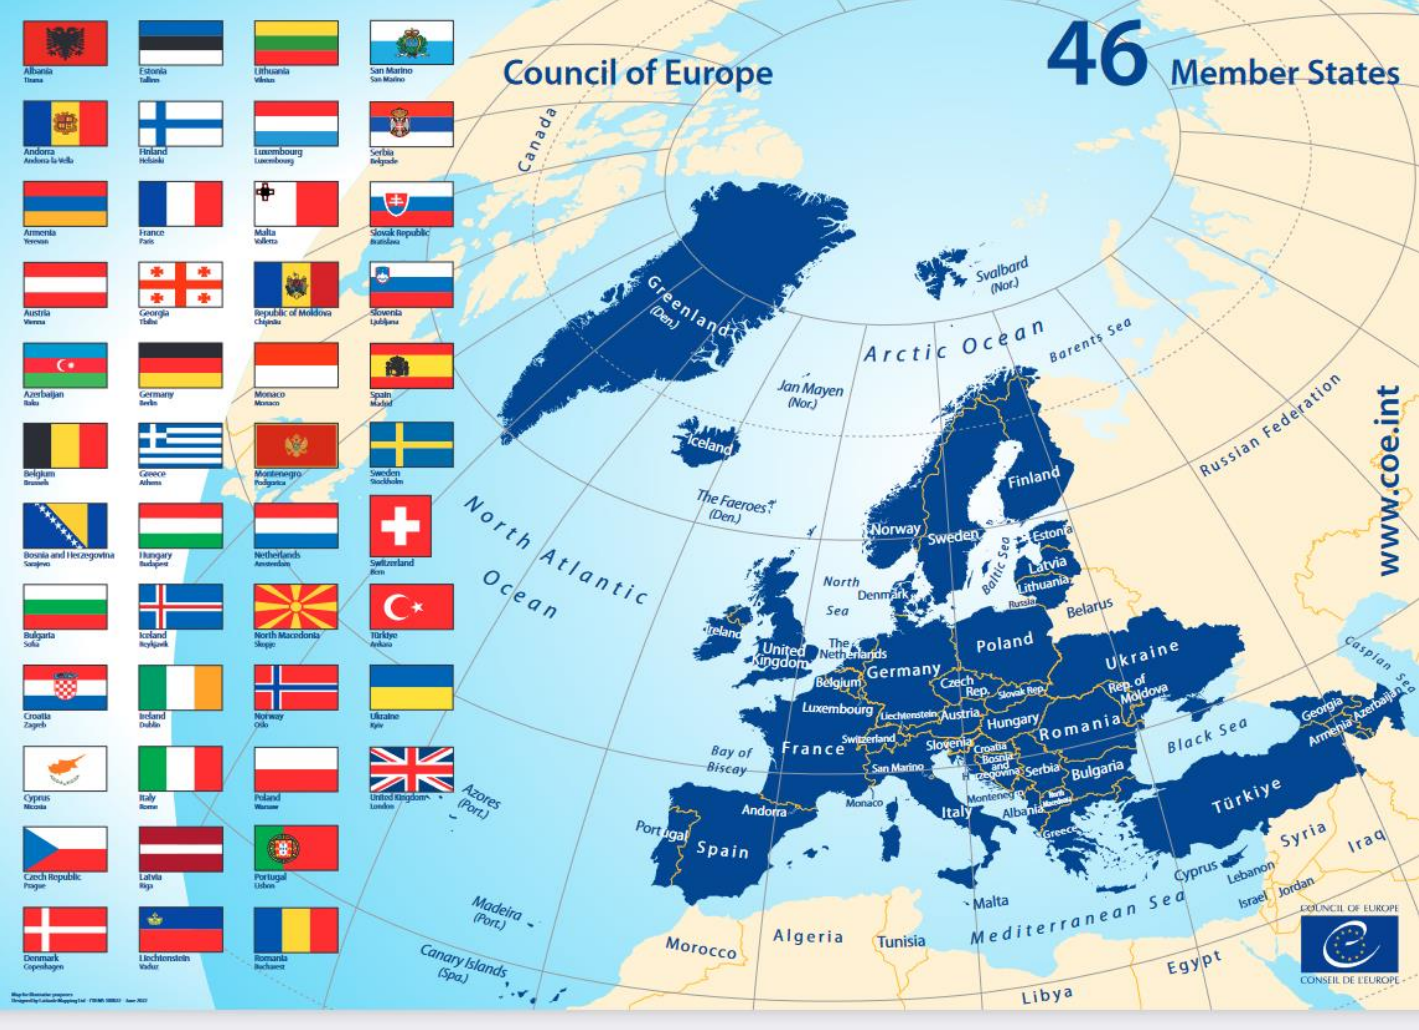 Council of Europe
46 Member States
Albania
Tirana
Estonia
Tallinn
Lithuania
Vilnius
San Marino
San Marino
Andorra
Andorra la Vella
Finland
Helsinki
Luxembourg
Luxembourg
Serbia
Belgrade
Armenia
Yerevan
France
Paris
Malta
Valletta
Slovak Republic
Bratislava
Austria
Vienna
Georgia
Tbilisi
Republic of Moldova
Chișinău
Slovenia
Ljubljana
Azerbaijan
Baku
Germany
Berlin
Monaco
Monaco
Spain
Madrid
Belgium
Brussels
Greece
Athens
Montenegro
Podgorica
Sweden
Stockholm
Bosnia and Herzegovina
Sarajevo
Hungary
Budapest
Netherlands
Amsterdam
Switzerland
Bern
Bulgaria
Sofia
Iceland
Reykjavik
North Macedonia
Skopje
Türkiye
Ankara
Croatia
Zagreb
Ireland
Dublin
Norway
Oslo
Ukraine
Kyiv
Cyprus
Nicosia
Italy
Rome
Poland
Warsaw
United Kingdom
London
Czech Republic
Prague
Latvia
Riga
Portugal
Lisbon
Denmark
Copenhagen
Liechtenstein
Vaduz
Romania
Bucharest
Canada
Greenland
(Den.)
Svalbard
(Nor.)
Arctic Ocean
Barents Sea
Jan Mayen
(Nor.)
Iceland
Russian Federation
www.coe.int
The Faeroes
(Den.)
North Atlantic
Ocean
Norway
Sweden
Finland
Estonia
Baltic Sea
Latvia
Lithuania
Russia
Belarus
North
Sea
Denmark
Ireland
United
Kingdom
The
Netherlands
Belgium
Germany
Poland
Ukraine
Czech
Rep.
Slovak Rep.
Rep. of
Moldova
Luxembourg
Liechtenstein
Austria
Hungary
Romania
Switzerland
France
Slovenia
Croatia
Bosnia
and
Herzegovina
Serbia
Bulgaria
San Marino
Bay of
Biscay
Monaco
Montenegro
North
Macedonia
Albania
Italy
Greece
Andorra
Portugal
Spain
Black Sea
Caspian Sea
Georgia
Armenia
Azerbaijan
Türkiye
Syria
Iraq
Cyprus
Lebanon
Israel
Jordan
Azores
(Port.)
Madeira
(Port.)
Canary Islands
(Spa.)
Malta
Mediterranean Sea
Morocco
Algeria
Tunisia
Libya
Egypt
COUNCIL OF EUROPE
CONSEIL DE L'EUROPE